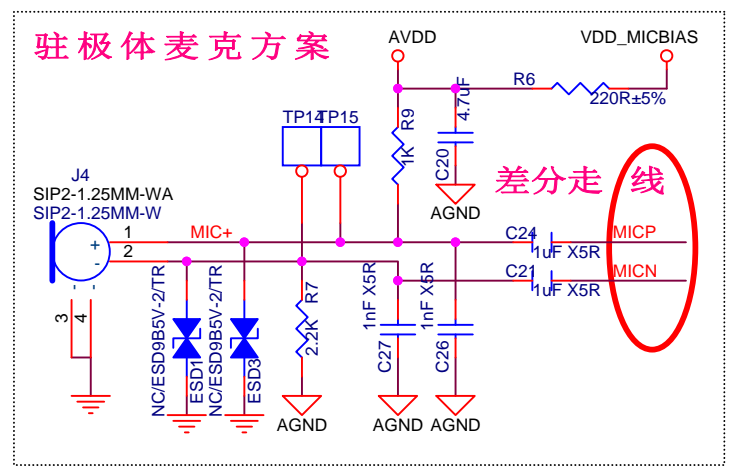 驻极体麦克方案
AVDD
VDD_MICBIAS
R6
220R±5%
4.7uF
C20
AGND
R9
1K
TP14
TP15
差分走 线
J4
SIP2-1.25MM-WA
SIP2-1.25MM-W
1
2
+
-
3
4
MIC+
C24
1uF X5R
MICP
C21
1uF X5R
MICN
NC/ESD9B5V-2/TR
ESD1
NC/ESD9B5V-2/TR
ESD3
R7
2.2K
AGND
1nF X5R
C27
AGND
1nF X5R
C26
AGND